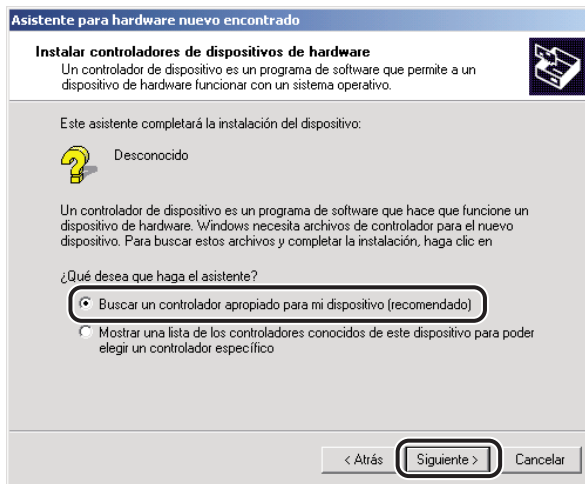 Asistente para hardware nuevo encontrado
Instalar controladores de dispositivos de hardware
Un controlador de dispositivo es un programa de software que permite a un
dispositivo de hardware funcionar con un sistema operativo.
Este asistente completará la instalación del dispositivo:
Desconocido
Un controlador de dispositivo es un programa de software que hace que funcione un
dispositivo de hardware. Windows necesita archivos de controlador para el nuevo
dispositivo. Para buscar estos archivos y completar la instalación, haga clic en
¿Qué desea que haga el asistente?
Buscar un controlador apropiado para mi dispositivo (recomendado)
Mostrar una lista de los controladores conocidos de este dispositivo para poder
elegir un controlador específico
< Atrás Siguiente > Cancelar